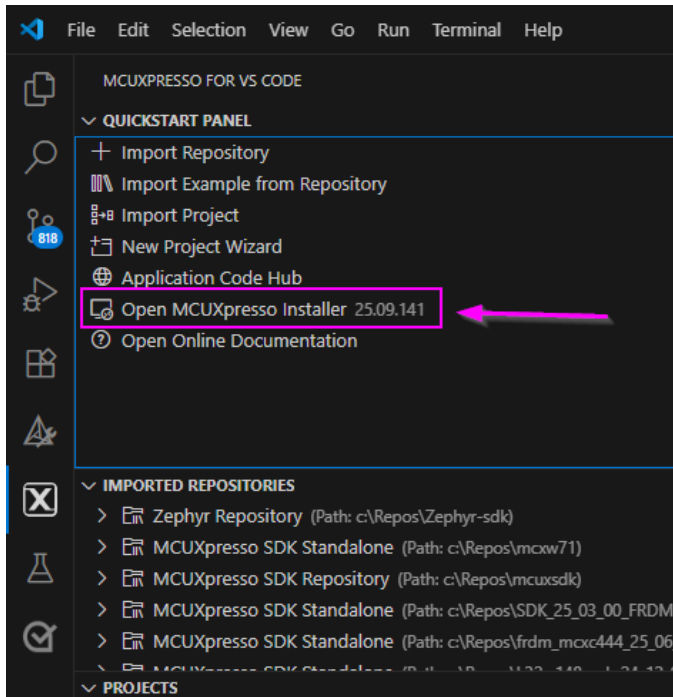 File Edit Selection View Go Run Terminal Help
MCUXPRESSO FOR VS CODE
QUICKSTART PANEL
Import Repository
Import Example from Repository
Import Project
818
New Project Wizard
Application Code Hub
Open MCUXpresso Installer 25.09.141
Open Online Documentation
IMPORTED REPOSITORIES
Zephyr Repository (Path: c:\Repos\Zephyr-sdk)
MCUXpresso SDK Standalone (Path: c:\Repos\mcxw71)
MCUXpresso SDK Repository (Path: c:\Repos\mcuxsdk)
MCUXpresso SDK Standalone (Path: c:\Repos\SDK_25_03_00_FRDM
MCUXpresso SDK Standalone (Path: c:\Repos\frdm_mcxc444_25_06
PROJECTS